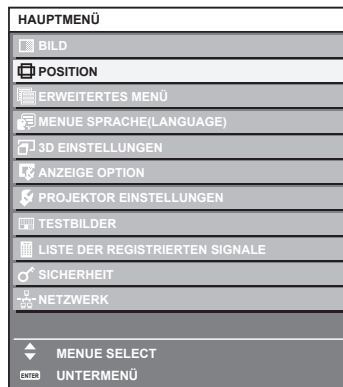 HAUPTMENÜ
BILD
POSITION
ERWEITERTES MENÜ
MENUE SPRACHE(LANGUAGE)
3D EINSTELLUNGEN
ANZEIGE OPTION
PROJEKTOR EINSTELLUNGEN
TESTBILDER
LISTE DER REGISTRIERTEN SIGNALE
SICHERHEIT
NETZWERK
MENUE SELECT
ENTER UNTERMENÜ